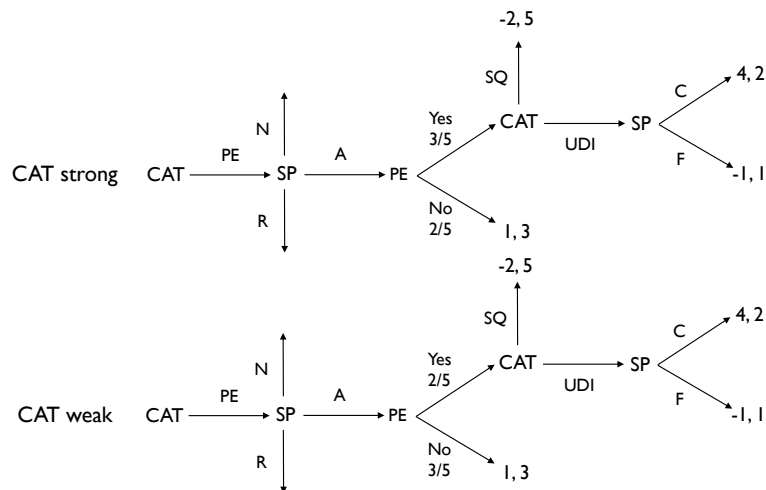 -2, 5
SQ
C
4, 2
Yes
3/5
CAT
UDI
SP
N
PE
A
F
-1, 1
CAT strong
CAT
SP
PE
R
No
2/5
1, 3
-2, 5
SQ
C
4, 2
Yes
2/5
CAT
UDI
SP
N
PE
A
F
-1, 1
CAT weak
CAT
SP
PE
R
No
3/5
1, 3